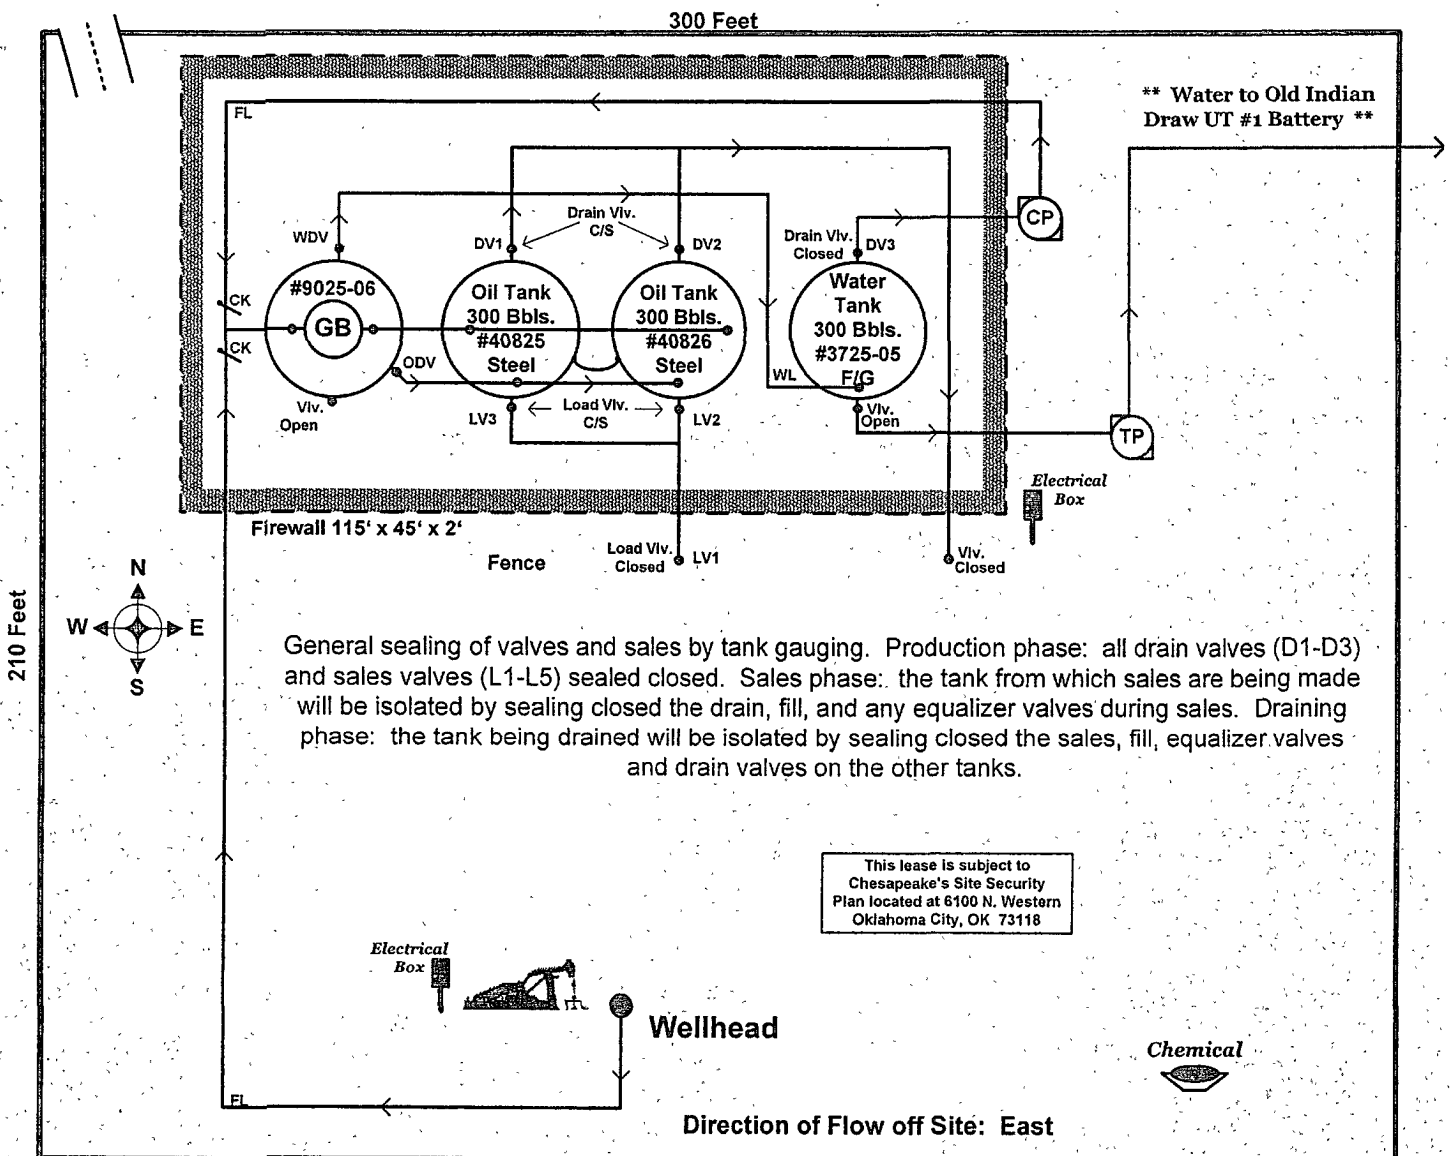 300 Feet
** Water to Old Indian
Draw UT #1 Battery **
FL
Drain Vlv.
C/S
WDV
DV1
DV2
Drain Vlv.
Closed
DV3
CP
#9025-06
GB
CK
CK
Oil Tank
300 Bbls.
#40825
Steel
Oil Tank
300 Bbls.
#40826
Steel
Water
Tank
300 Bbls.
#3725-05
F/G
ODV
WL
Vlv.
Open
LV3
Load Vlv.
C/S
LV2
Vlv.
Open
TP
Electrical
Box
Firewall 115' x 45' x 2'
Fence
Load Vlv.
Closed
LV1
Vlv.
Closed
210 Feet
N
W
E
S
General sealing of valves and sales by tank gauging. Production phase: all drain valves (D1-D3)
and sales valves (L1-L5) sealed closed. Sales phase: the tank from which sales are being made
will be isolated by sealing closed the drain, fill, and any equalizer valves during sales. Draining
phase: the tank being drained will be isolated by sealing closed the sales, fill, equalizer valves
and drain valves on the other tanks.
This lease is subject to
Chesapeake's Site Security
Plan located at 6100 N. Western
Oklahoma City, OK 73118
Electrical
Box
Wellhead
Chemical
FL
Direction of Flow off Site: East